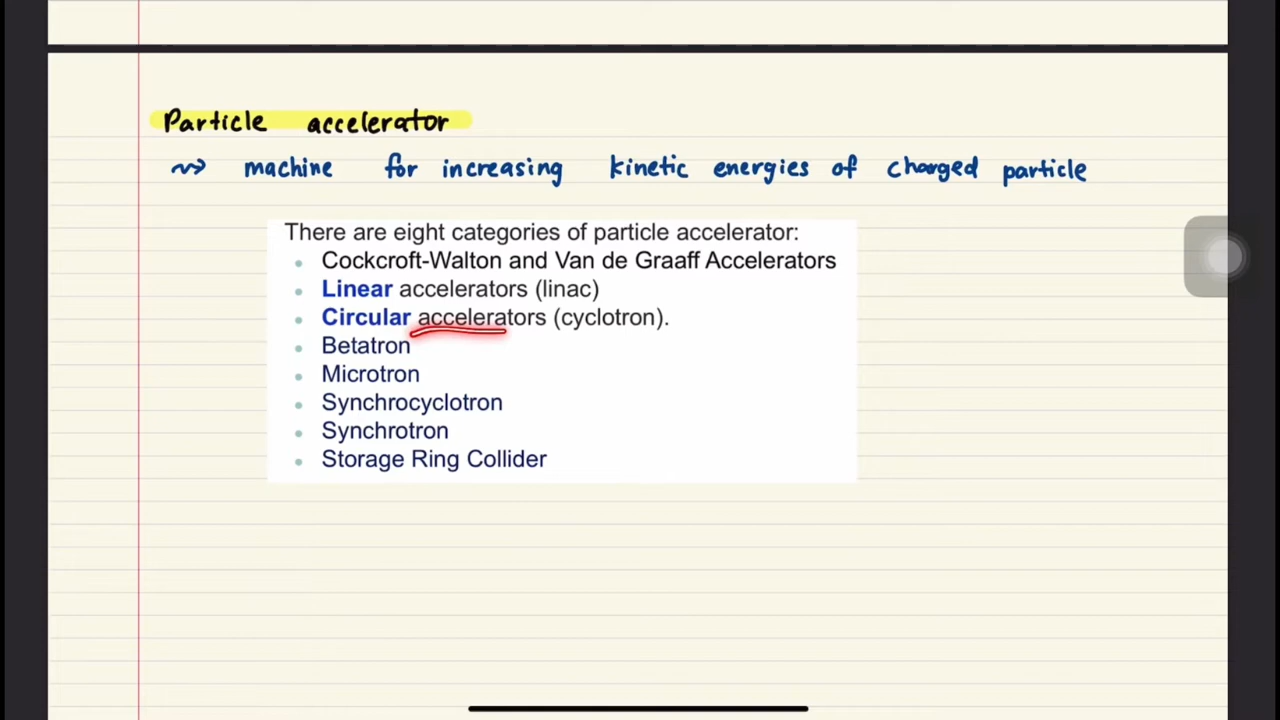 Particle accelerator
~> machine for increasing kinetic energies of charged particle
There are eight categories of particle accelerator:
• Cockcroft-Walton and Van de Graaff Accelerators
• Linear accelerators (linac)
• Circular accelerators (cyclotron).
• Betatron
• Microtron
• Synchrocyclotron
• Synchrotron
• Storage Ring Collider